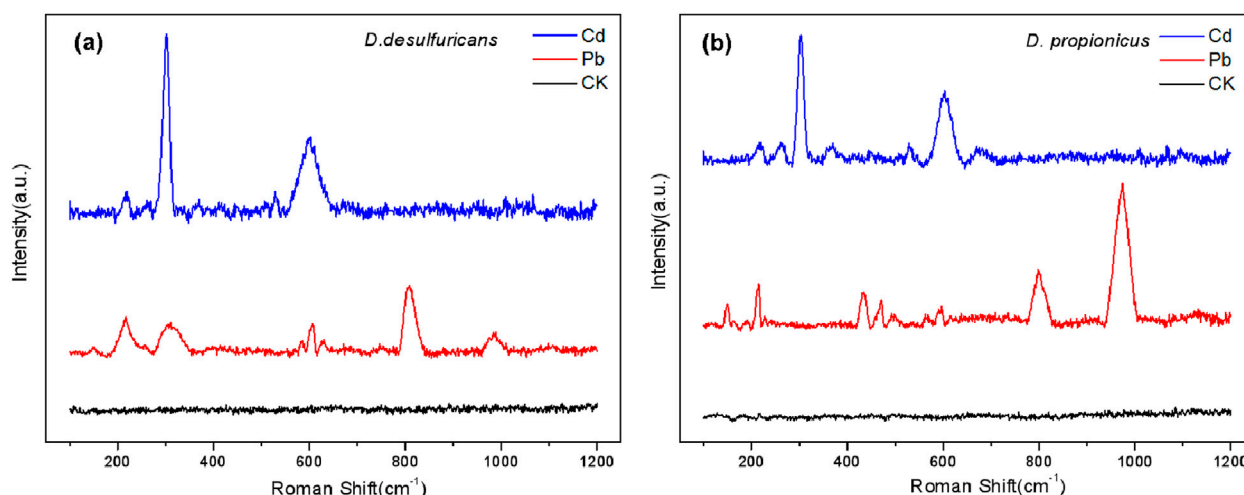 (a)
D.desulfuricans
Cd
Pb
CK
Intensity(a.u.)
200 400 600 800 1000 1200
Roman Shift(cm⁻¹)
(b)
D. propionicus
Cd
Pb
CK
Intensity(a.u.)
200 400 600 800 1000 1200
Roman Shift(cm⁻¹)